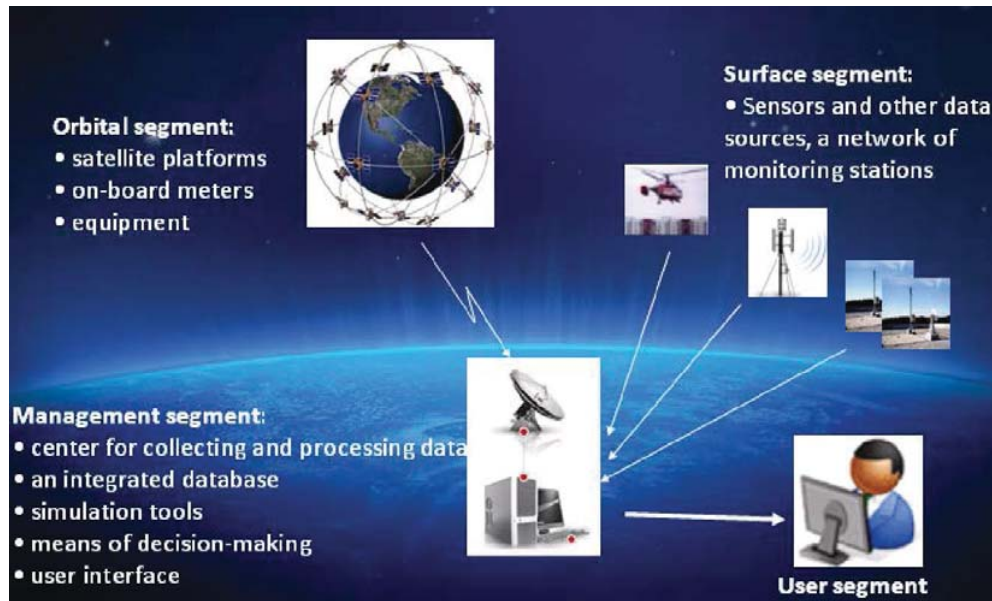 Orbital segment:
• satellite platforms
• on-board meters
• equipment
Surface segment:
• Sensors and other data
sources, a network of
monitoring stations
Management segment:
• center for collecting and processing data
• an integrated database
• simulation tools
• means of decision-making
• user interface
User segment